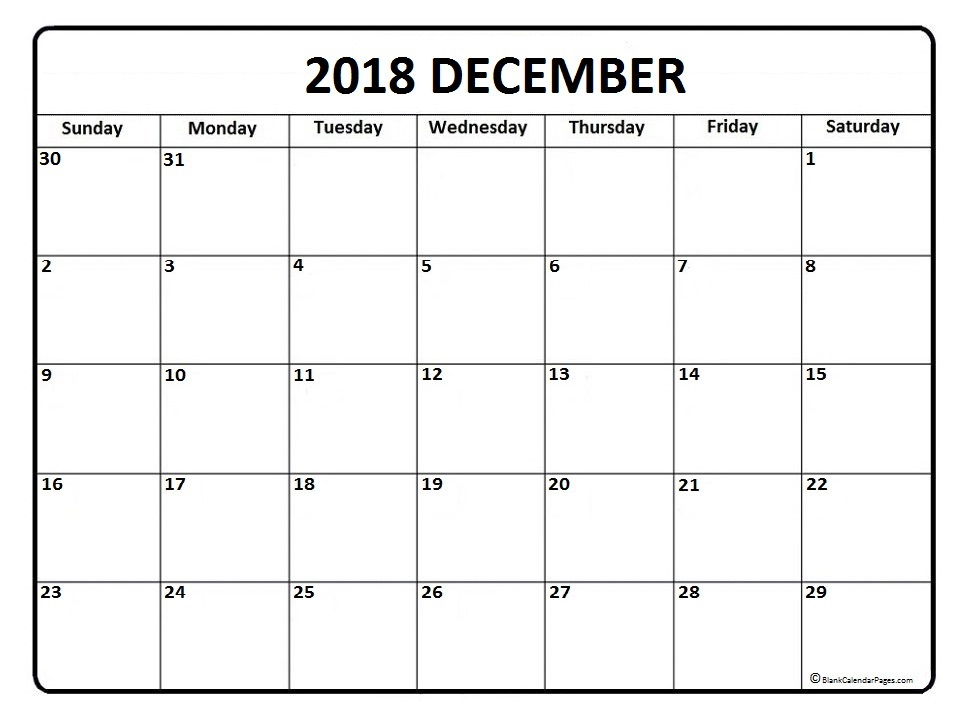 2018 DECEMBER
Sunday Monday Tuesday Wednesday Thursday Friday Saturday
30 31 1
2 3 4 5 6 7 8
9 10 11 12 13 14 15
16 17 18 19 20 21 22
23 24 25 26 27 28 29
©BlankCalendarPages.com